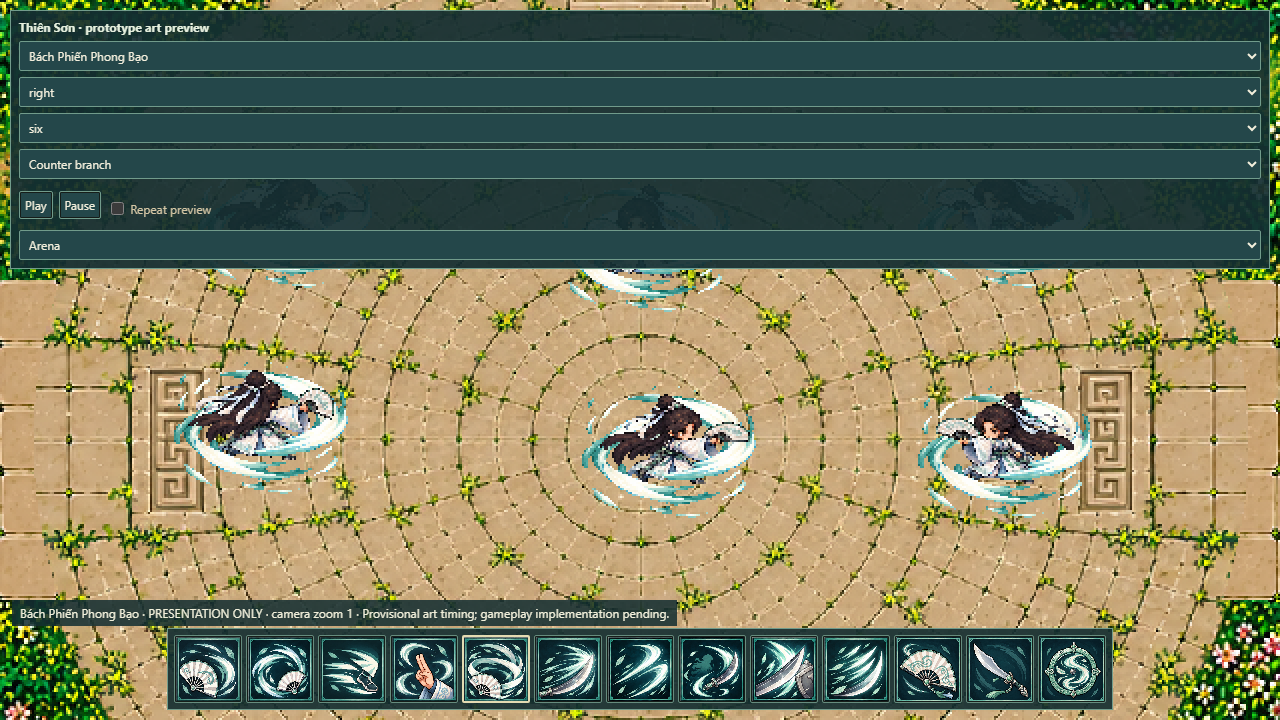 Thiên Sơn · prototype art preview
Bách Phiến Phong Bạo
right
six
Counter branch
Play Pause Repeat preview
Arena
Bách Phiến Phong Bạo · PRESENTATION ONLY · camera zoom 1 · Provisional art timing; gameplay implementation pending.